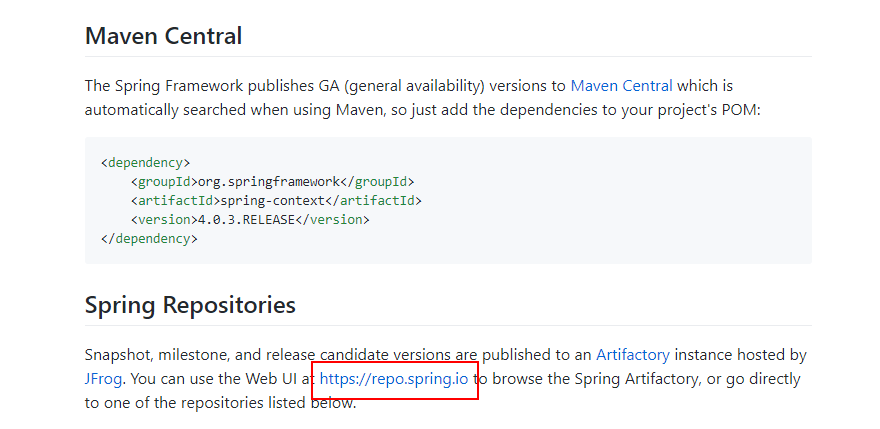 Maven Central
The Spring Framework publishes GA (general availability) versions to Maven Central which is
automatically searched when using Maven, so just add the dependencies to your project's POM:
<dependency>
    <groupId>org.springframework</groupId>
    <artifactId>spring-context</artifactId>
    <version>4.0.3.RELEASE</version>
</dependency>
Spring Repositories
Snapshot, milestone, and release candidate versions are published to an Artifactory instance hosted by
JFrog. You can use the Web UI at https://repo.spring.io to browse the Spring Artifactory, or go directly
to one of the repositories listed below.